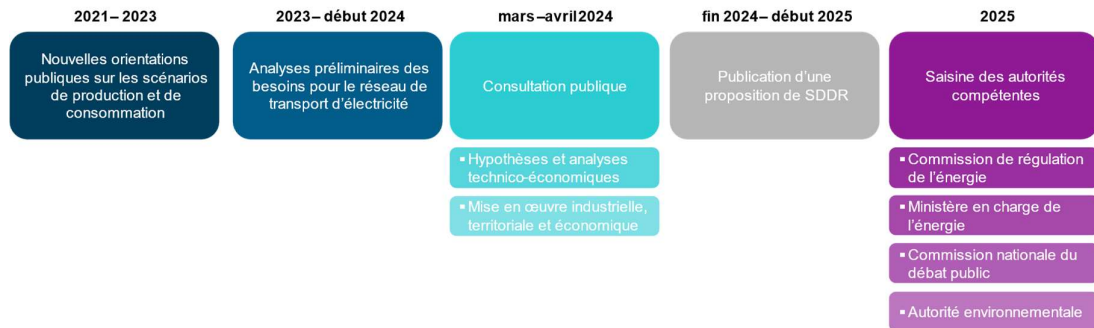 2021– 2023
Nouvelles orientations
publiques sur les scénarios
de production et de
consommation
2023– début 2024
Analyses préliminaires des
besoins pour le réseau de
transport d’électricité
mars–avril 2024
Consultation publique
▪ Hypothèses et analyses
technico-économiques
▪ Mise en œuvre industrielle,
territoriale et économique
fin 2024– début 2025
Publication d’une
proposition de SDDR
2025
Saisine des autorités
compétentes
▪ Commission de régulation
de l’énergie
▪ Ministère en charge de
l’énergie
▪ Commission nationale du
débat public
▪ Autorité environnementale